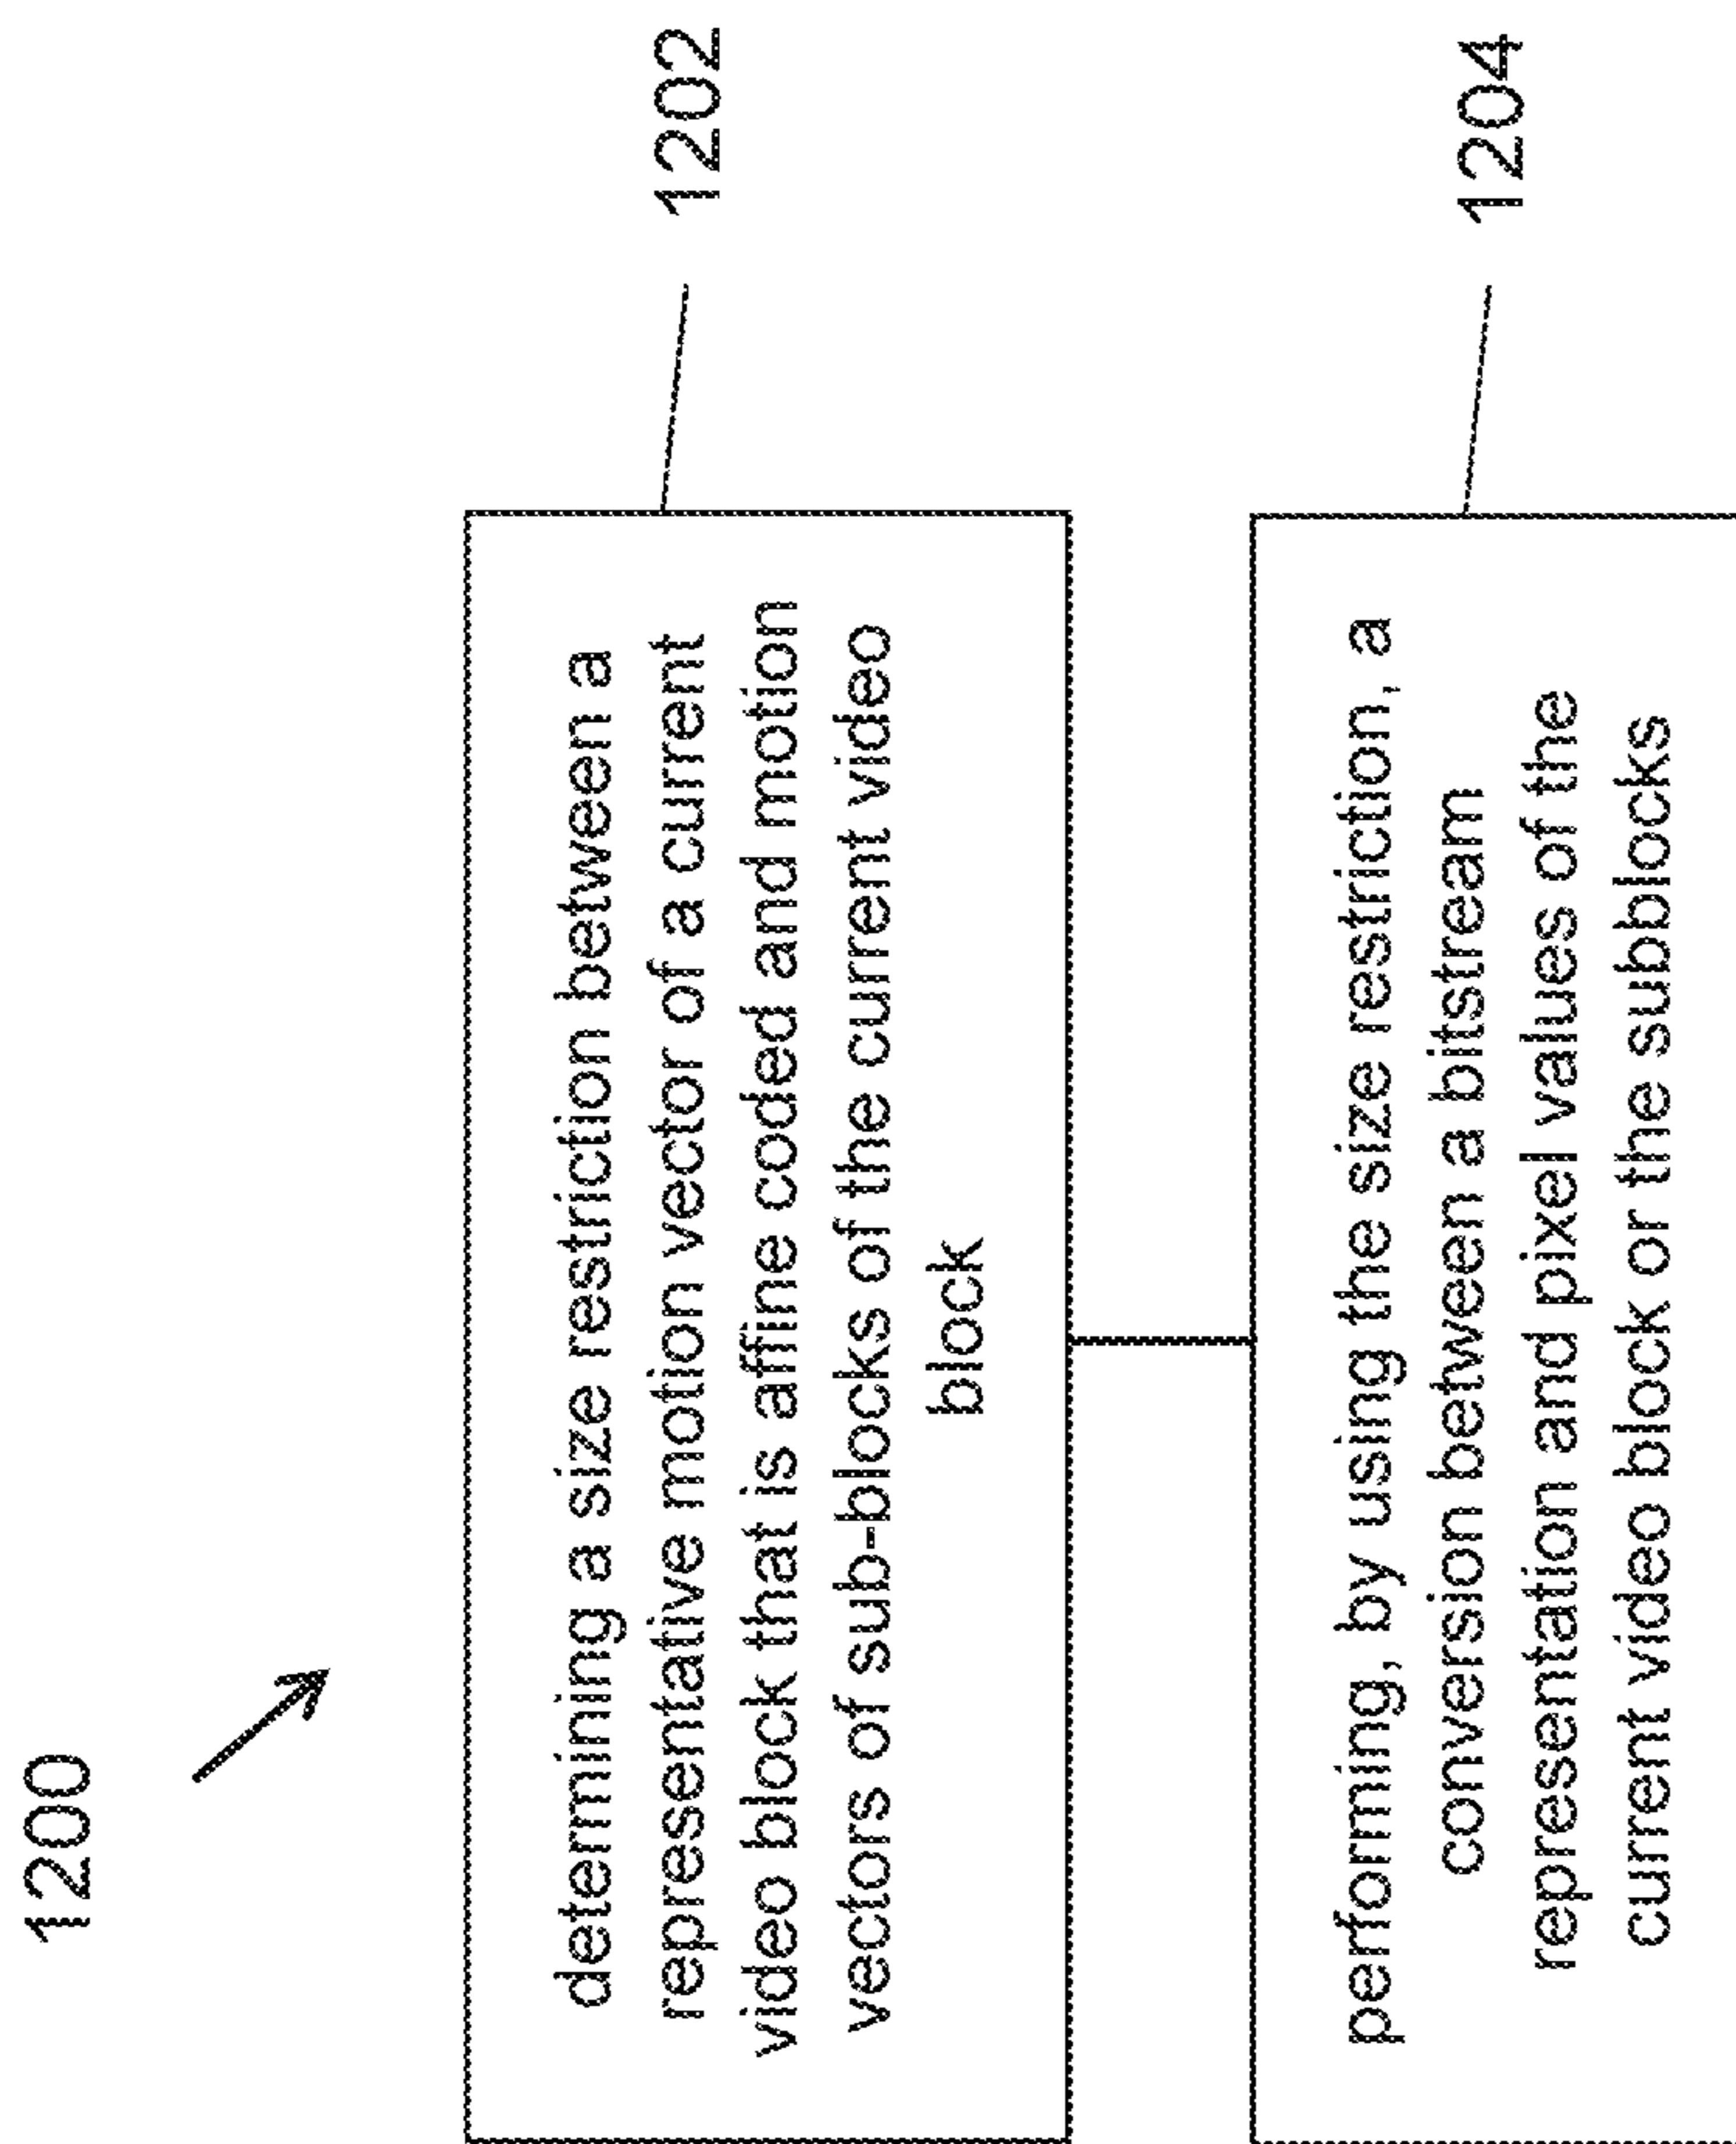 1200
determining a size restriction between a
representative motion vector of a current
video block that is affine coded and motion
vectors of sub-blocks of the current video
block
1202
performing, by using the size restriction, a
conversion between a bitstream
representation and pixel values of the
current video block or the subblocks
1204